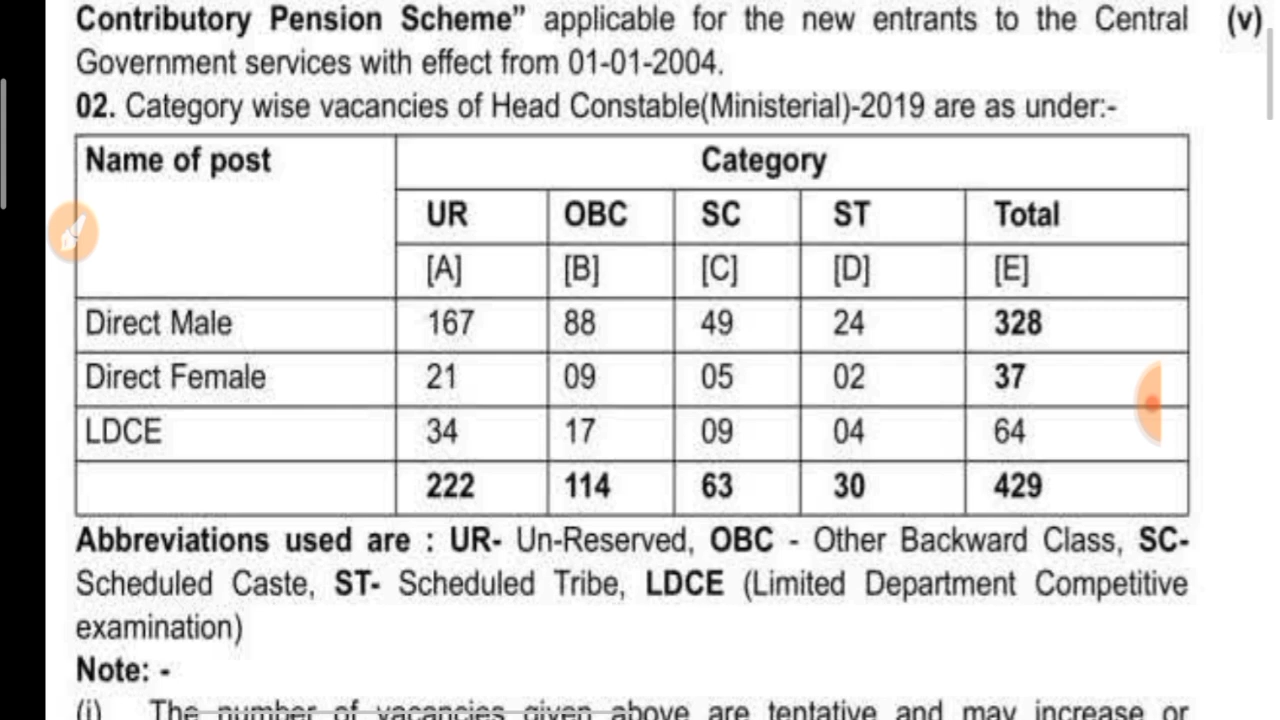 Contributory Pension Scheme” applicable for the new entrants to the Central (v)
Government services with effect from 01-01-2004.
02. Category wise vacancies of Head Constable(Ministerial)-2019 are as under:-
Name of post Category
UR OBC SC ST Total
[A] [B] [C] [D] [E]
Direct Male 167 88 49 24 328
Direct Female 21 09 05 02 37
LDCE 34 17 09 04 64
222 114 63 30 429
Abbreviations used are : UR- Un-Reserved, OBC - Other Backward Class, SC-
Scheduled Caste, ST- Scheduled Tribe, LDCE (Limited Department Competitive
examination)
Note: -
(i) The number of vacancies given above are tentative and may increase or